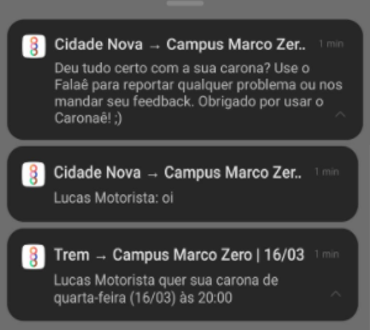 Cidade Nova → Campus Marco Zer.. 1 min
Deu tudo certo com a sua carona? Use o
Falaê para reportar qualquer problema ou nos
mandar seu feedback. Obrigado por usar o
Caronaê! ;)
Cidade Nova → Campus Marco Zer.. 1 min
Lucas Motorista: oi
Trem → Campus Marco Zero | 16/03 1 min
Lucas Motorista quer sua carona de
quarta-feira (16/03) às 20:00